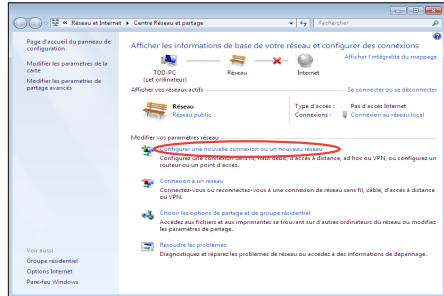 « Réseau et Internet ▸ Centre Réseau et partage
Rechercher
Page d'accueil du panneau de configuration
Modifier les paramètres de la carte
Modifier les paramètres de partage avancés
Afficher les informations de base de votre réseau et configurer des connexions
Afficher l'intégralité du mappage
TDD-PC
(cet ordinateur)
Réseau
Internet
Afficher vos réseaux actifs
Se connecter ou se déconnecter
Réseau
Réseau public
Type d'accès : Pas d'accès Internet
Connexions : Connexion au réseau local
Modifier vos paramètres réseau
Configurer une nouvelle connexion ou un nouveau réseau
Configurez une connexion sans fil, haut débit, d'accès à distance, ad hoc ou VPN, ou configurez un
routeur ou un point d'accès.
Connexion à un réseau
Connectez-vous ou reconnectez-vous à une connexion de réseau sans fil, câblé, d'accès à distance
ou VPN.
Choisir les options de partage et de groupe résidentiel
Accédez aux fichiers et aux imprimantes se trouvant sur d'autres ordinateurs du réseau ou modifiez
les paramètres de partage.
Résoudre les problèmes
Diagnostiquez et réparez les problèmes de réseau ou accédez à des informations de dépannage.
Voir aussi
Groupe résidentiel
Options Internet
Pare-feu Windows